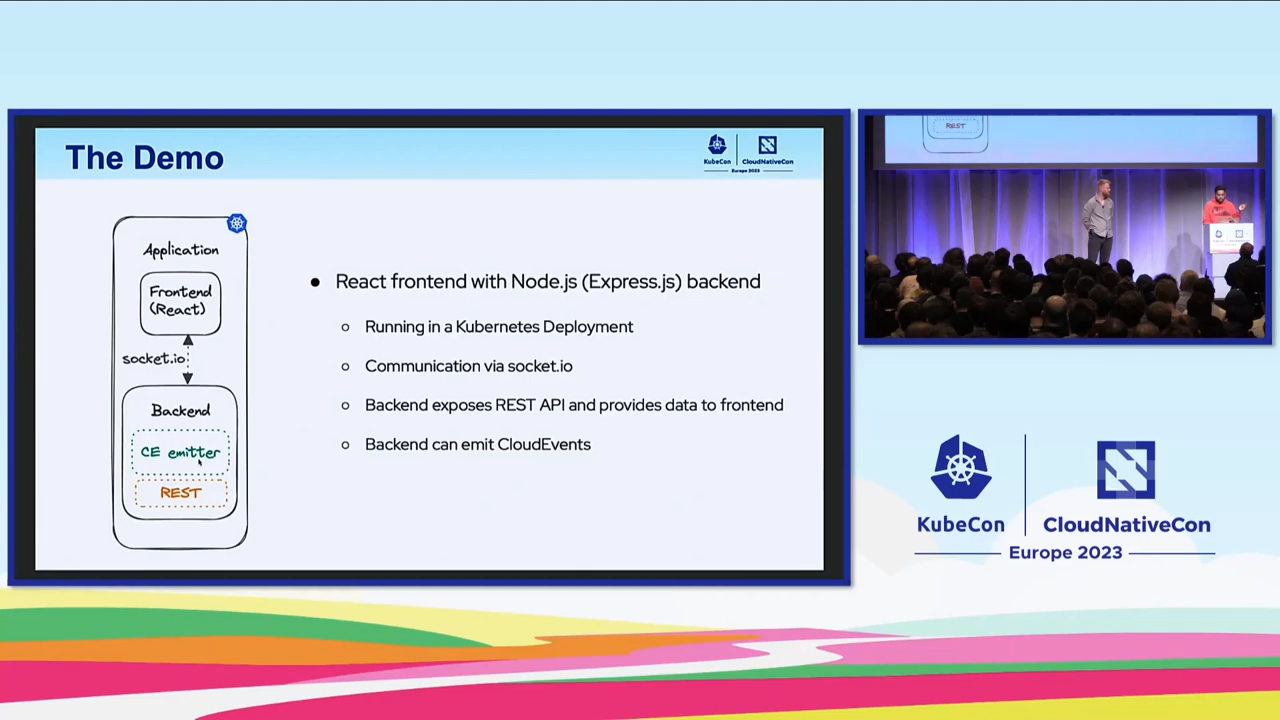 The Demo
KubeCon
CloudNativeCon
Europe 2023
Application
Frontend
(React)
socket.io
Backend
CE emitter
REST
● React frontend with Node.js (Express.js) backend
○ Running in a Kubernetes Deployment
○ Communication via socket.io
○ Backend exposes REST API and provides data to frontend
○ Backend can emit CloudEvents
REST
KubeCon
CloudNativeCon
Europe 2023